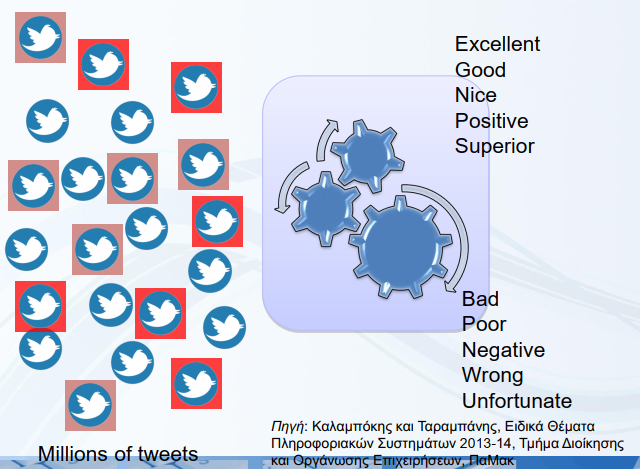 Excellent
Good
Nice
Positive
Superior
Bad
Poor
Negative
Wrong
Unfortunate
Millions of tweets
Πηγή: Καλαμπόκης και Ταραμπάνης, Ειδικά Θέματα
Πληροφοριακών Συστημάτων 2013-14, Τμήμα Διοίκησης
και Οργάνωσης Επιχειρήσεων, ΠαΜακ